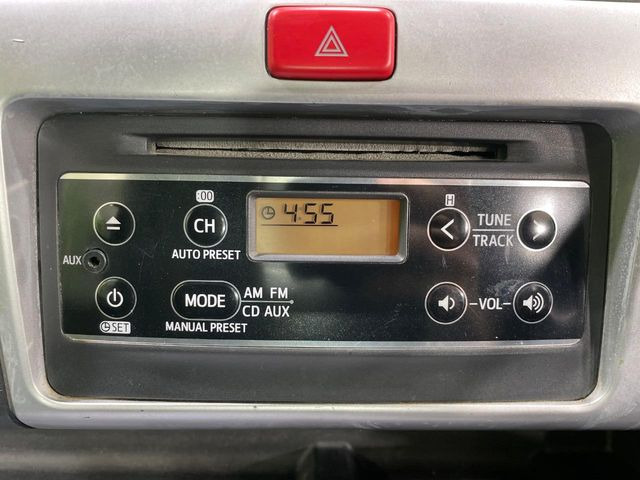 :00
H
CH
4:55
TUNE
TRACK
AUX
AUTO PRESET
MODE
AM FM
CD AUX
-VOL-
SET
MANUAL PRESET